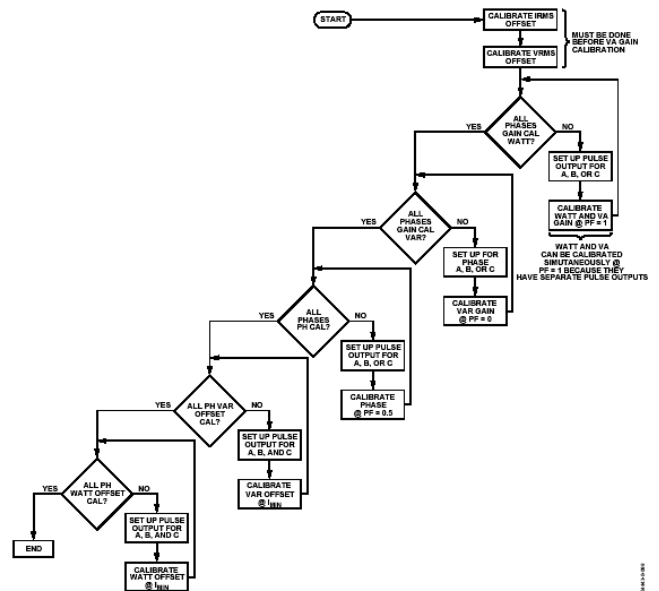 START
CALIBRATE IRMS
OFFSET
CALIBRATE VRMS
OFFSET
MUST BE DONE
BEFORE VA GAIN
CALIBRATION
ALL
PHASES
GAIN CAL
WATT?
YES
NO
SET UP PULSE
OUTPUT FOR
A, B, OR C
CALIBRATE
WATT AND VA
GAIN @ PF = 1
WATT AND VA
CAN BE CALIBRATED
SIMUTANEOUSLY @
PF = 1 BECAUSE THEY
HAVE SEPARATE PULSE OUTPUTS
ALL
PHASES
GAIN CAL
VAR?
YES
NO
SET UP FOR
PHASE
A, B, OR C
CALIBRATE
VAR GAIN
@ PF = 0
ALL
PHASES
PH CAL?
YES
NO
SET UP PULSE
OUTPUT FOR
A, B, OR C
CALIBRATE
PHASE
@ PF = 0.5
ALL PH VAR
OFFSET
CAL?
YES
NO
SET UP PULSE
OUTPUT FOR
A, B, AND C
CALIBRATE
VAR OFFSET
@ IMIN
ALL PH
WATT OFFSET
CAL?
YES
NO
SET UP PULSE
OUTPUT FOR
A, B, AND C
CALIBRATE
WATT OFFSET
@ IMIN
END